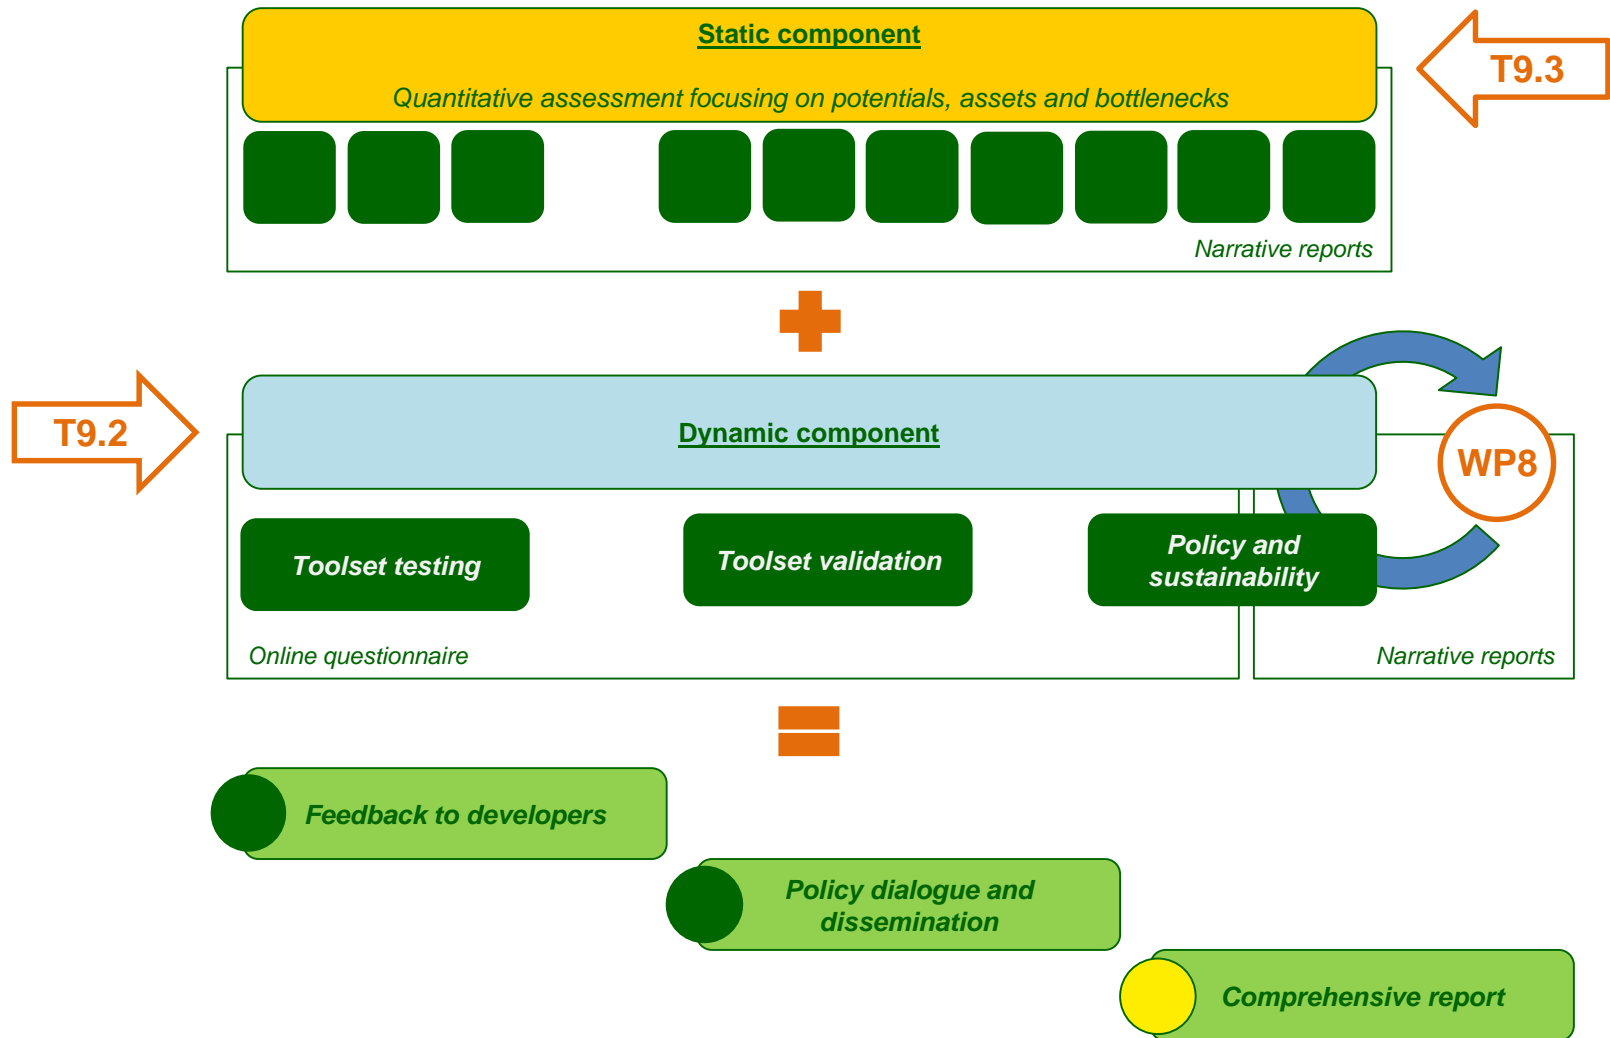 Static component
T9.3
Quantitative assessment focusing on potentials, assets and bottlenecks
Narrative reports
T9.2
Dynamic component
WP8
Toolset testing
Toolset validation
Policy and
sustainability
Online questionnaire
Narrative reports
Feedback to developers
Policy dialogue and
dissemination
Comprehensive report